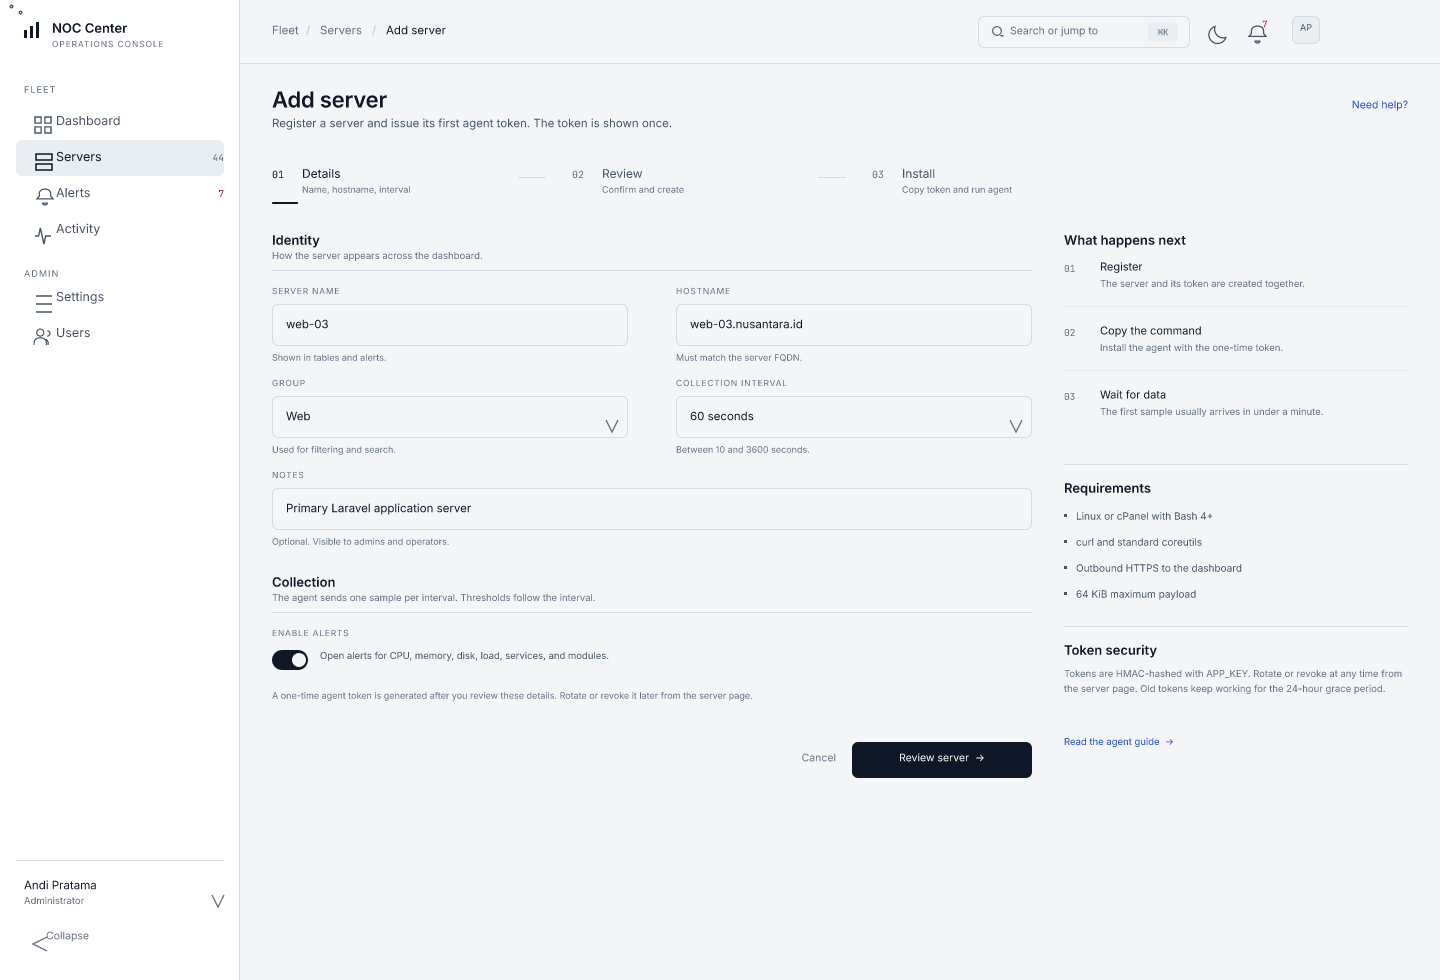 NOC Center
OPERATIONS CONSOLE
FLEET
Dashboard
Servers 44
Alerts 7
Activity
ADMIN
Settings
Users
Andi Pratama
Administrator
Collapse
Fleet / Servers / Add server
Search or jump to ⌘K
7
AP
Add server
Register a server and issue its first agent token. The token is shown once.
Need help?
01 Details
Name, hostname, interval
02 Review
Confirm and create
03 Install
Copy token and run agent
Identity
How the server appears across the dashboard.
SERVER NAME
web-03
Shown in tables and alerts.
HOSTNAME
web-03.nusantara.id
Must match the server FQDN.
GROUP
Web
Used for filtering and search.
COLLECTION INTERVAL
60 seconds
Between 10 and 3600 seconds.
NOTES
Primary Laravel application server
Optional. Visible to admins and operators.
Collection
The agent sends one sample per interval. Thresholds follow the interval.
ENABLE ALERTS
Open alerts for CPU, memory, disk, load, services, and modules.
A one-time agent token is generated after you review these details. Rotate or revoke it later from the server page.
Cancel
Review server →
What happens next
01 Register
The server and its token are created together.
02 Copy the command
Install the agent with the one-time token.
03 Wait for data
The first sample usually arrives in under a minute.
Requirements
▪ Linux or cPanel with Bash 4+
▪ curl and standard coreutils
▪ Outbound HTTPS to the dashboard
▪ 64 KiB maximum payload
Token security
Tokens are HMAC-hashed with APP_KEY. Rotate or revoke at any time from
the server page. Old tokens keep working for the 24-hour grace period.
Read the agent guide →